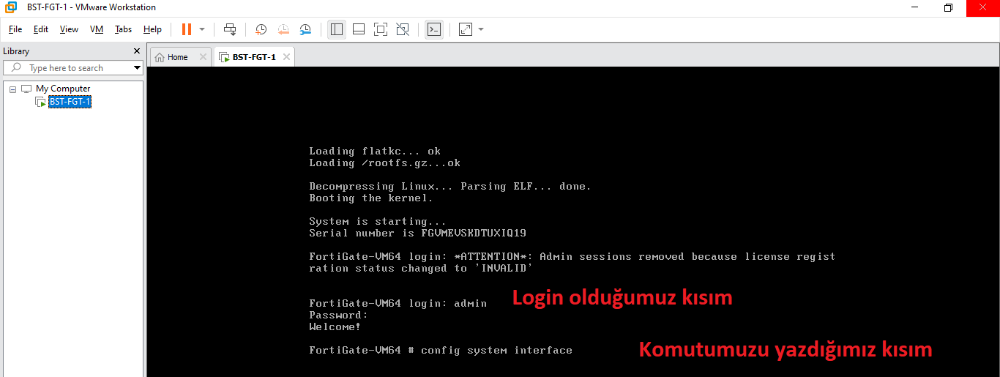 BST-FGT-1 - VMware Workstation
File Edit View VM Tabs Help
Library
Home BST-FGT-1
Type here to search
My Computer
BST-FGT-1
Loading flatkc... ok
Loading /rootfs.gz...ok
Decompressing Linux... Parsing ELF... done.
Booting the kernel.
System is starting...
Serial number is FGVMEVSKDTUXIQ19
FortiGate-VM64 login: *ATTENTION*: Admin sessions removed because license regist
ration status changed to 'INVALID'
Login olduğumuz kısım
FortiGate-VM64 login: admin
Password:
Welcome!
FortiGate-VM64 # config system interface
Komutumuzu yazdığımız kısım